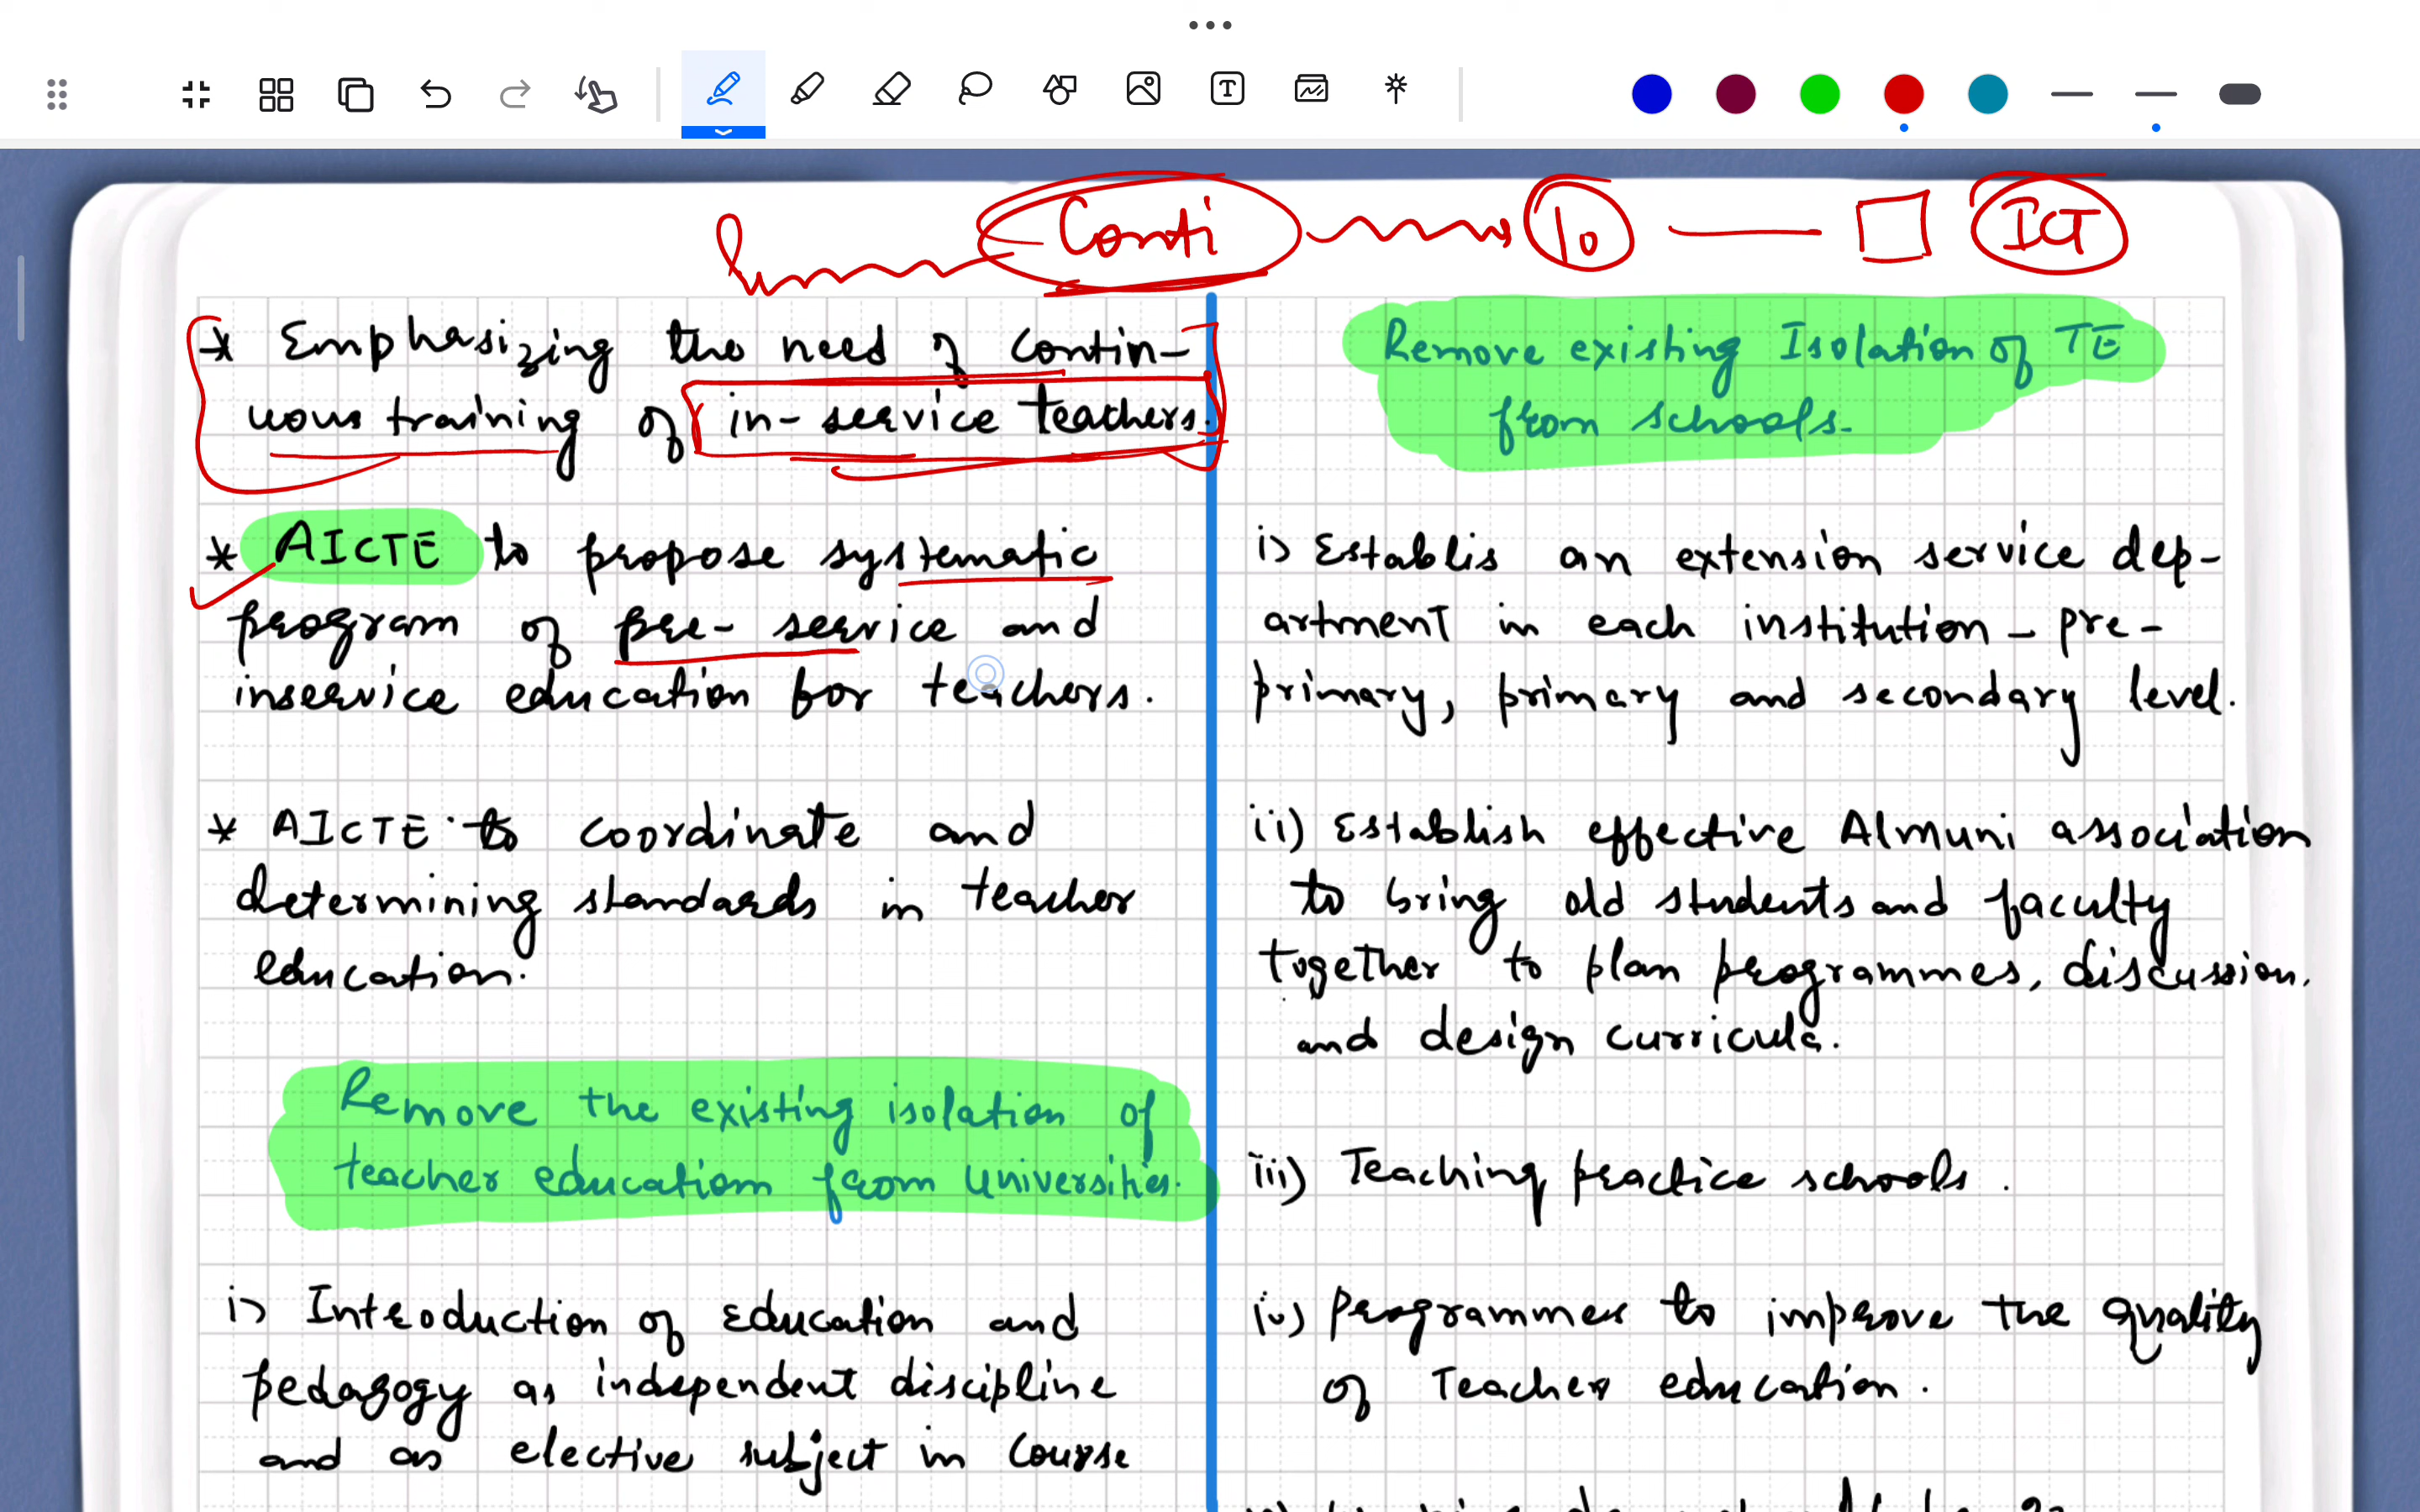 Conti 10 ICT
* Emphasizing the need of contin-
uous training of in-service teachers.
* AICTE to propose systematic
program of pre-service and
inservice education for teachers.
* AICTE to coordinate and
determining standards in teacher
education.
Remove the existing isolation of
teacher education from universities.
i) Introduction of Education and
pedagogy as independent discipline
and as elective subject in course
Remove existing Isolation of TE
from schools.
i) Establis an extension service dep-
artment in each institution - pre-
primary, primary and secondary level.
ii) Establish effective Almuni association
to bring old students and faculty
together to plan programmes, discussion.
and design curricula.
iii) Teaching practice schools.
iv) Programmes to improve the quality
of Teacher education.